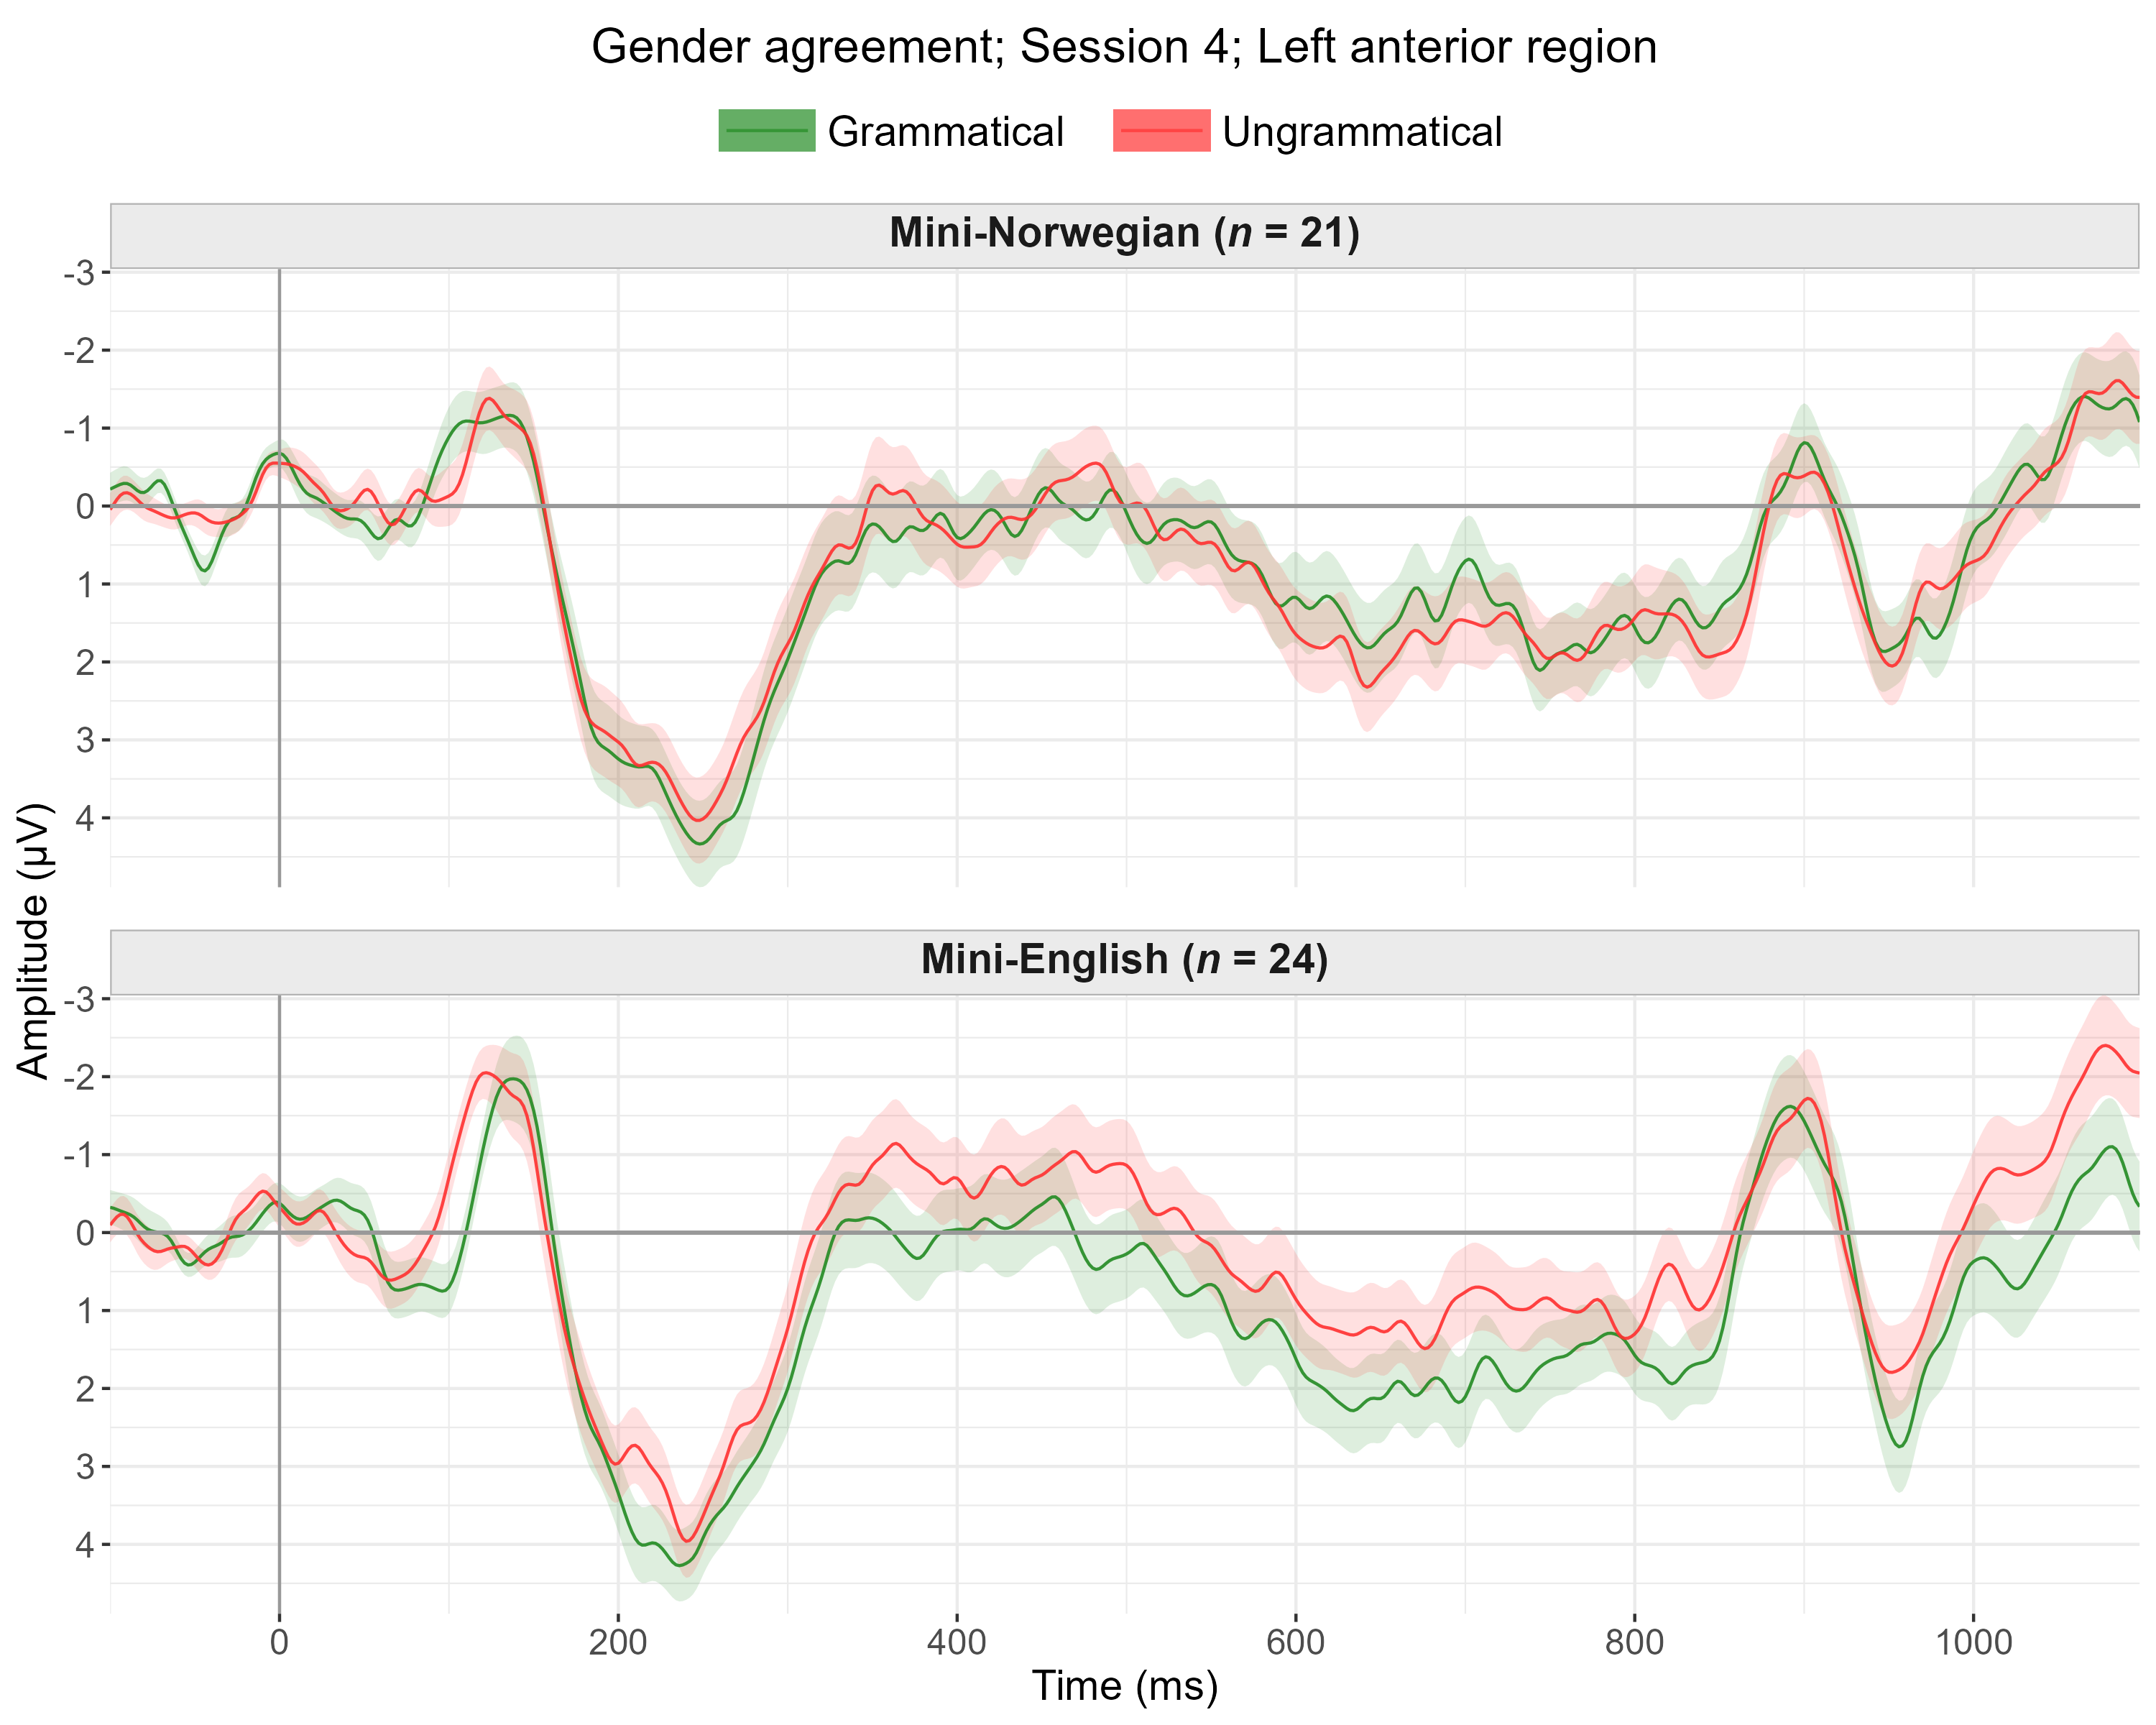 Gender agreement; Session 4; Left anterior region
Grammatical
Ungrammatical
Mini-Norwegian (n = 21)
-3
-2
-1
0
1
2
3
4
Amplitude (µV)
Mini-English (n = 24)
-3
-2
-1
0
1
2
3
4
0 200 400 600 800 1000
Time (ms)